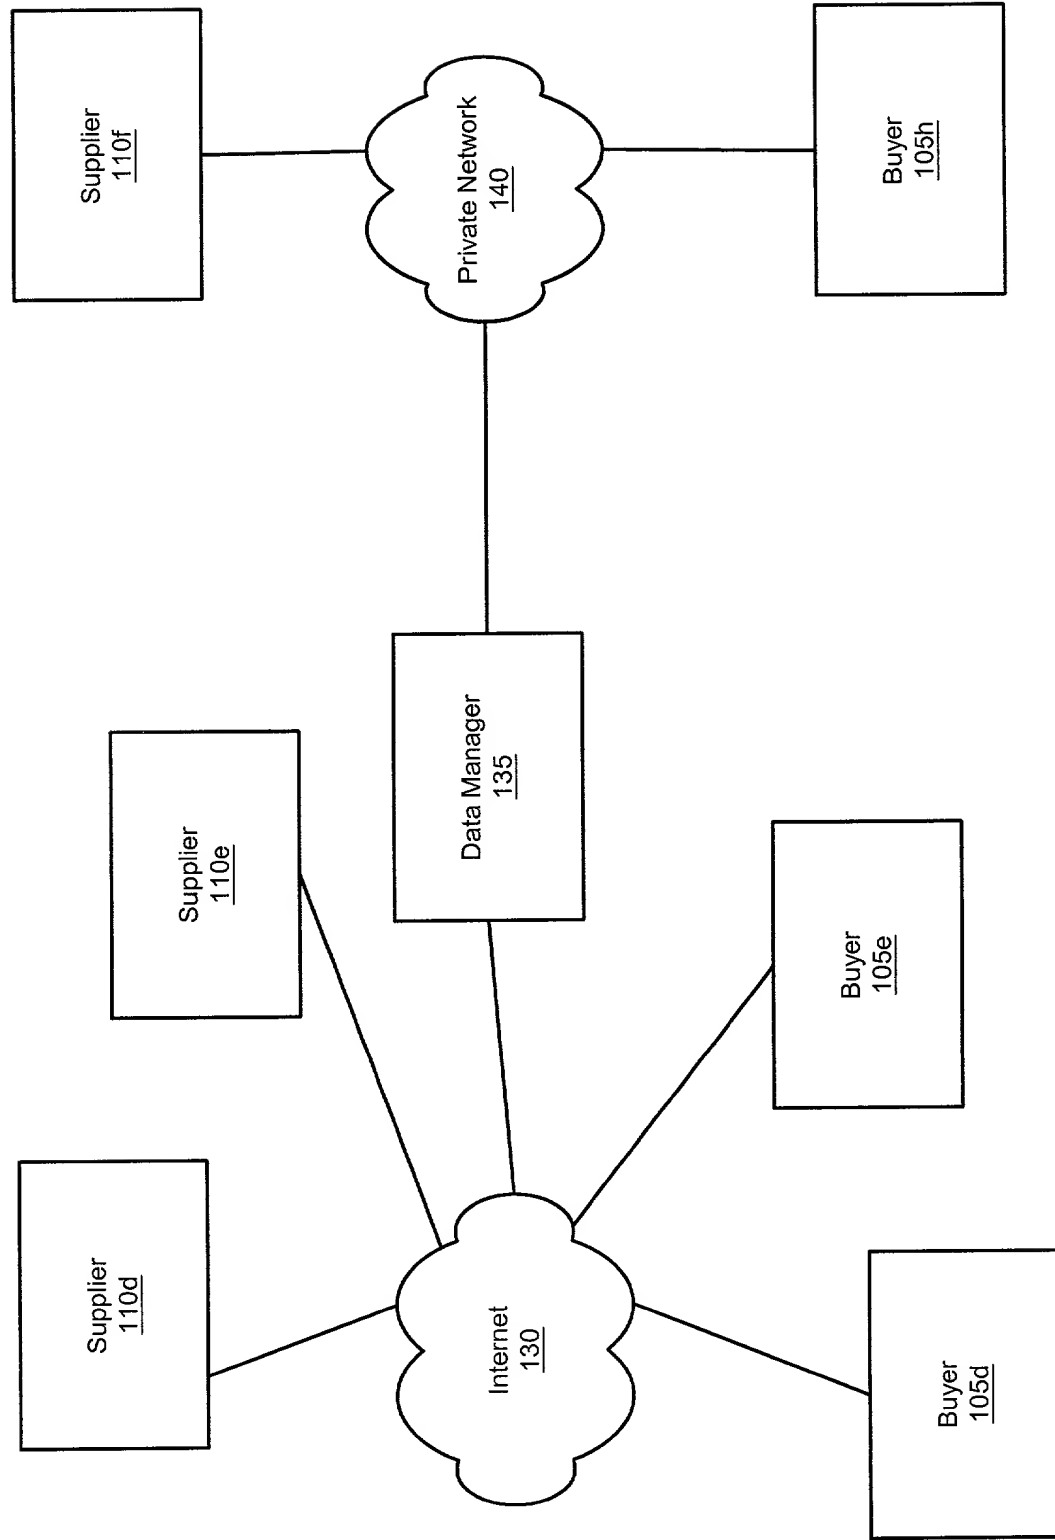 Supplier
110d
Supplier
110e
Supplier
110f
Internet
130
Data Manager
135
Private Network
140
Buyer
105d
Buyer
105e
Buyer
105h